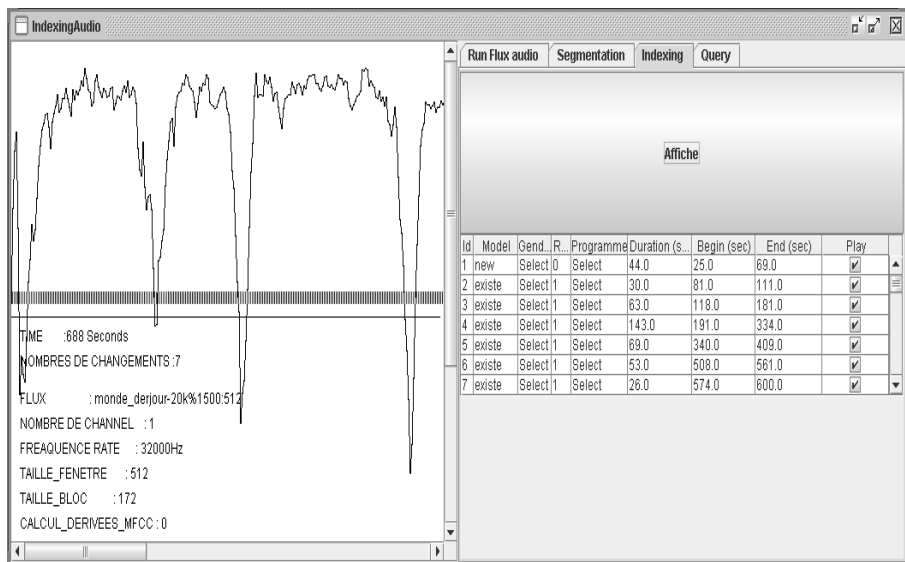 IndexingAudio
Run Flux audio Segmentation Indexing Query
Affiche
Id Model Gend... R... Programme Duration (s... Begin (sec) End (sec) Play
1 new Select 0 Select 44.0 25.0 69.0
2 existe Select 1 Select 30.0 81.0 111.0
3 existe Select 1 Select 63.0 118.0 181.0
4 existe Select 1 Select 143.0 191.0 334.0
5 existe Select 1 Select 69.0 340.0 409.0
6 existe Select 1 Select 53.0 508.0 561.0
7 existe Select 1 Select 26.0 574.0 600.0
TIME :688 Seconds
NOMBRES DE CHANGEMENTS :7
FLUX : monde_derjour-20k%1500:512
NOMBRE DE CHANNEL : 1
FREAQUENCE RATE : 32000Hz
TAILLE_FENETRE : 512
TAILLE_BLOC : 172
CALCUL_DERIVEES_MFCC : 0